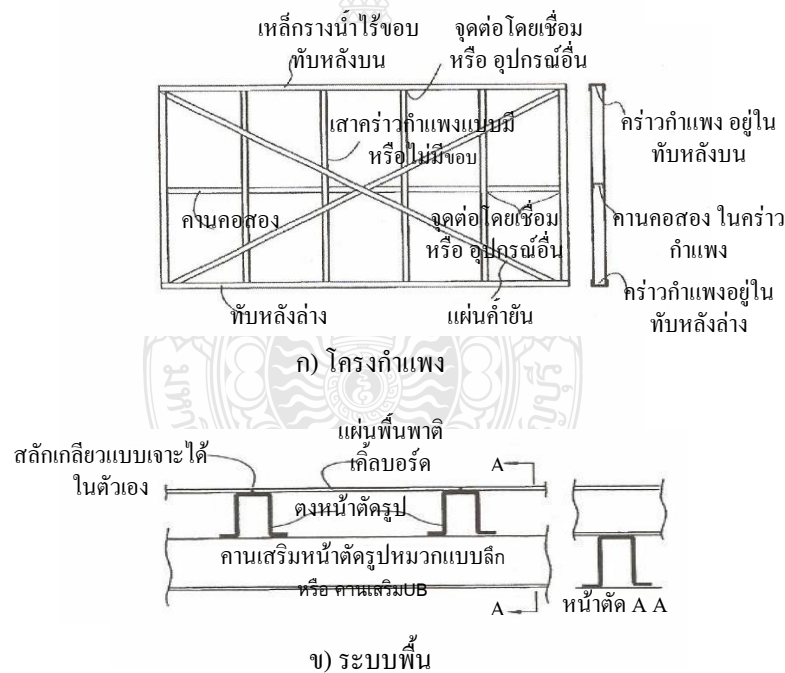 เหล็กรางน้ำไร้ขอบ
ทับหลังบน
จุดต่อโดยเชื่อม
หรือ อุปกรณ์อื่น
เสาคร่าวกำแพงแบบมี
หรือไม่มีขอบ
คร่าวกำแพง อยู่ใน
ทับหลังบน
คานคอสอง
จุดต่อโดยเชื่อม
หรือ อุปกรณ์อื่น
คานคอสอง ในคร่าว
กำแพง
ทับหลังล่าง
แผ่นค้ำยัน
คร่าวกำแพงอยู่ใน
ทับหลังล่าง
ก) โครงกำแพง
สลักเกลียวแบบเจาะได้
ในตัวเอง
แผ่นพื้นพาติ
เคิ้ลบอร์ด
A
ตงหน้าตัดรูป
คานเสริมหน้าตัดรูปหมวกแบบลึก
หรือ คานเสริมUB
A
หน้าตัด A A
ข) ระบบพื้น